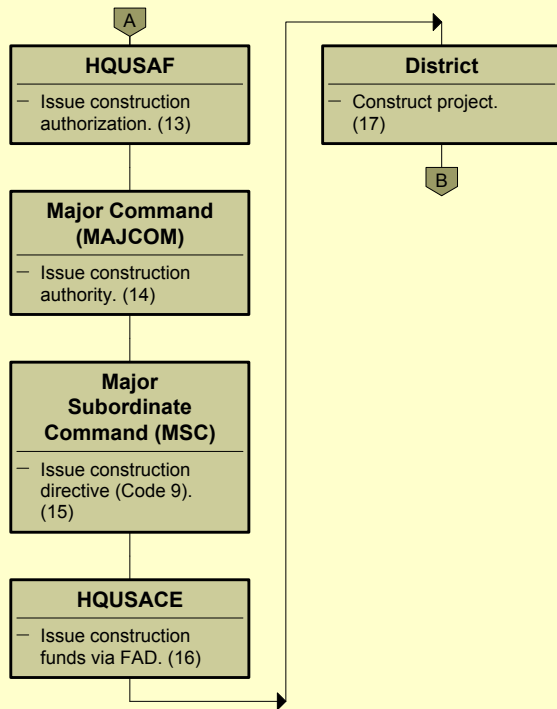 A
HQUSAF
– Issue construction
authorization. (13)
Major Command
(MAJCOM)
– Issue construction
authority. (14)
Major
Subordinate
Command (MSC)
– Issue construction
directive (Code 9).
(15)
HQUSACE
– Issue construction
funds via FAD. (16)
District
– Construct project.
(17)
B